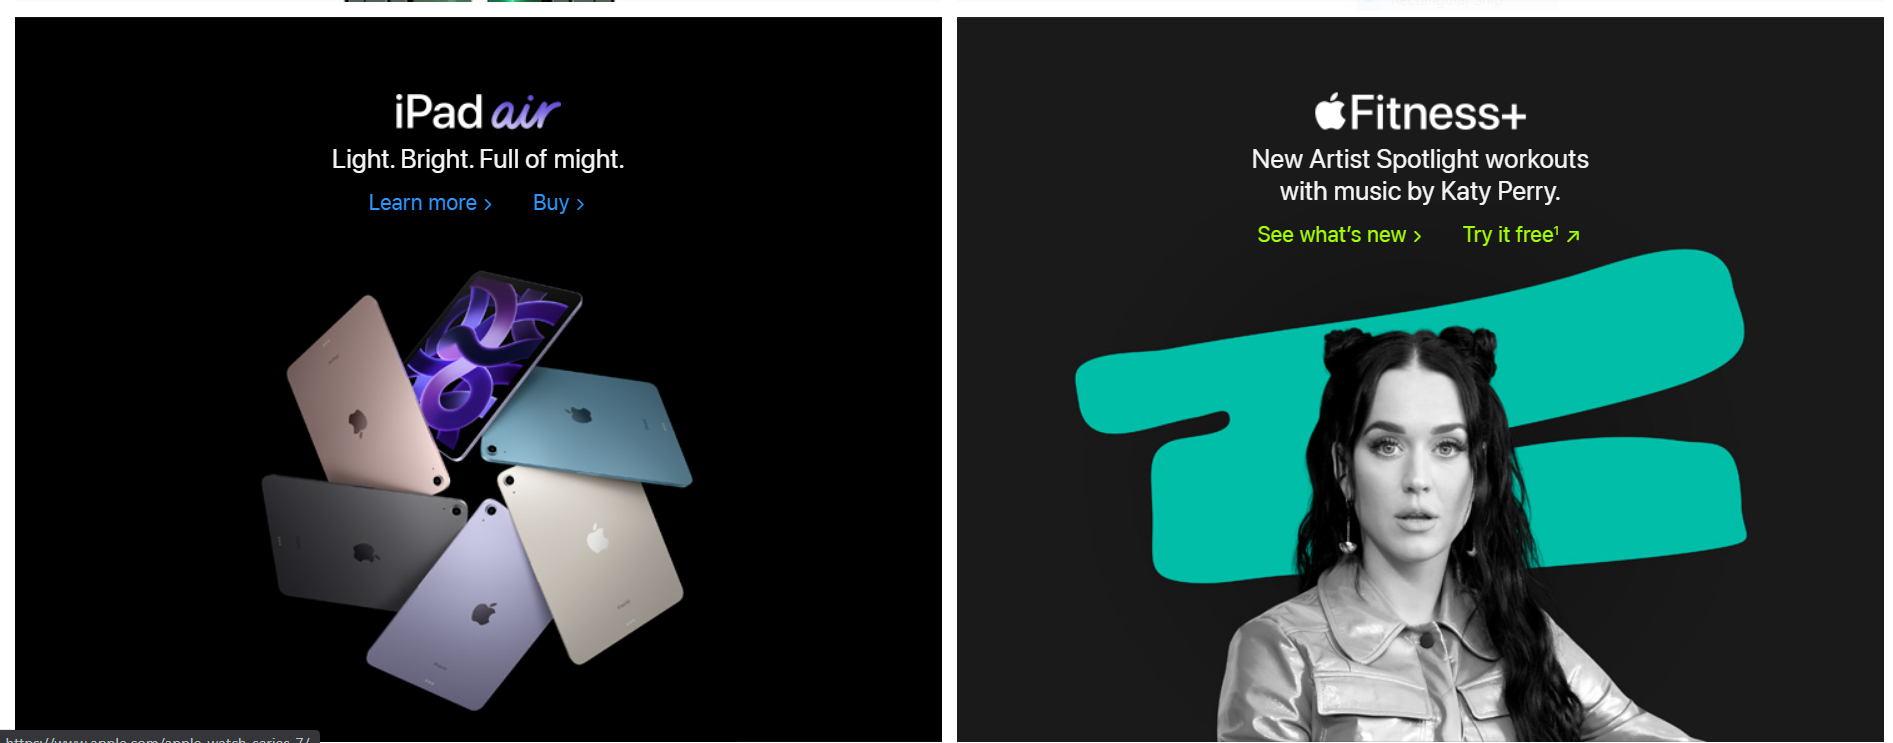 iPad air
Light. Bright. Full of might.
Learn more >
Buy >
Fitness+
New Artist Spotlight workouts
with music by Katy Perry.
See what's new >
Try it free¹ ↗
https://www.apple.com/apple-watch-series-7/